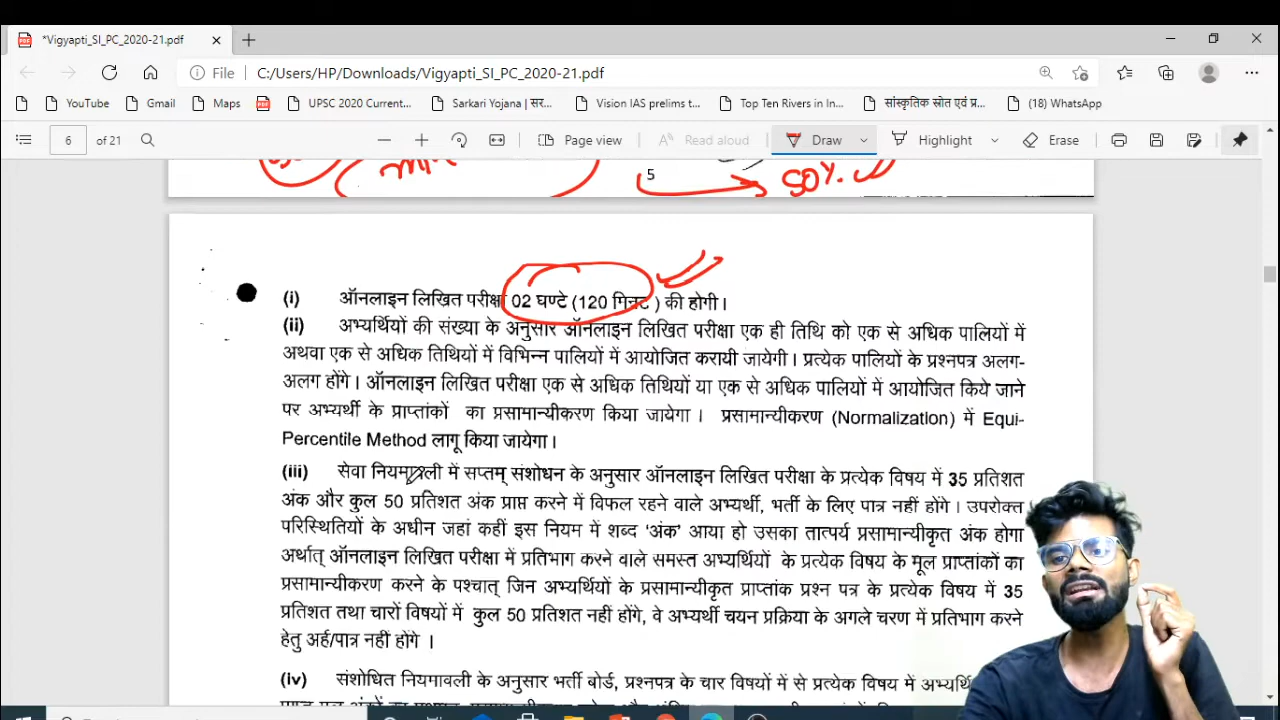 *Vigyapti_SI_PC_2020-21.pdf
File C:/Users/HP/Downloads/Vigyapti_SI_PC_2020-21.pdf
YouTube Gmail Maps UPSC 2020 Current... Sarkari Yojana | सर... Vision IAS prelims t... Top Ten Rivers in In... सांस्कृतिक स्रोत एवं प्र... (18) WhatsApp
6 of 21 Page view Read aloud Draw Highlight Erase
5 50%
(i) ऑनलाइन लिखित परीक्षा 02 घण्टे (120 मिनट ) की होगी।
(ii) अभ्यर्थियों की संख्या के अनुसार ऑनलाइन लिखित परीक्षा एक ही तिथि को एक से अधिक पालियों में
अथवा एक से अधिक तिथियों में विभिन्न पालियों में आयोजित करायी जायेगी। प्रत्येक पालियों के प्रश्नपत्र अलग-
अलग होंगे। ऑनलाइन लिखित परीक्षा एक से अधिक तिथियों या एक से अधिक पालियों में आयोजित किये जाने
पर अभ्यर्थी के प्राप्तांकों का प्रसामान्यीकरण किया जायेगा। प्रसामान्यीकरण (Normalization) में Equi-
Percentile Method लागू किया जायेगा।
(iii) सेवा नियमावली में सप्तम् संशोधन के अनुसार ऑनलाइन लिखित परीक्षा के प्रत्येक विषय में 35 प्रतिशत
अंक और कुल 50 प्रतिशत अंक प्राप्त करने में विफल रहने वाले अभ्यर्थी, भर्ती के लिए पात्र नहीं होंगे। उपरोक्त
परिस्थितियों के अधीन जहां कहीं इस नियम में शब्द ‘अंक’ आया हो उसका तात्पर्य प्रसामान्यीकृत अंक होगा
अर्थात् ऑनलाइन लिखित परीक्षा में प्रतिभाग करने वाले समस्त अभ्यर्थियों के प्रत्येक विषय के मूल प्राप्तांकों का
प्रसामान्यीकरण करने के पश्चात् जिन अभ्यर्थियों के प्रसामान्यीकृत प्राप्तांक प्रश्न पत्र के प्रत्येक विषय में 35
प्रतिशत तथा चारों विषयों में कुल 50 प्रतिशत नहीं होंगे, वे अभ्यर्थी चयन प्रक्रिया के अगले चरण में प्रतिभाग करने
हेतु अर्ह/पात्र नहीं होंगे ।
(iv) संशोधित नियमावली के अनुसार भर्ती बोर्ड, प्रश्नपत्र के चार विषयों में से प्रत्येक विषय में